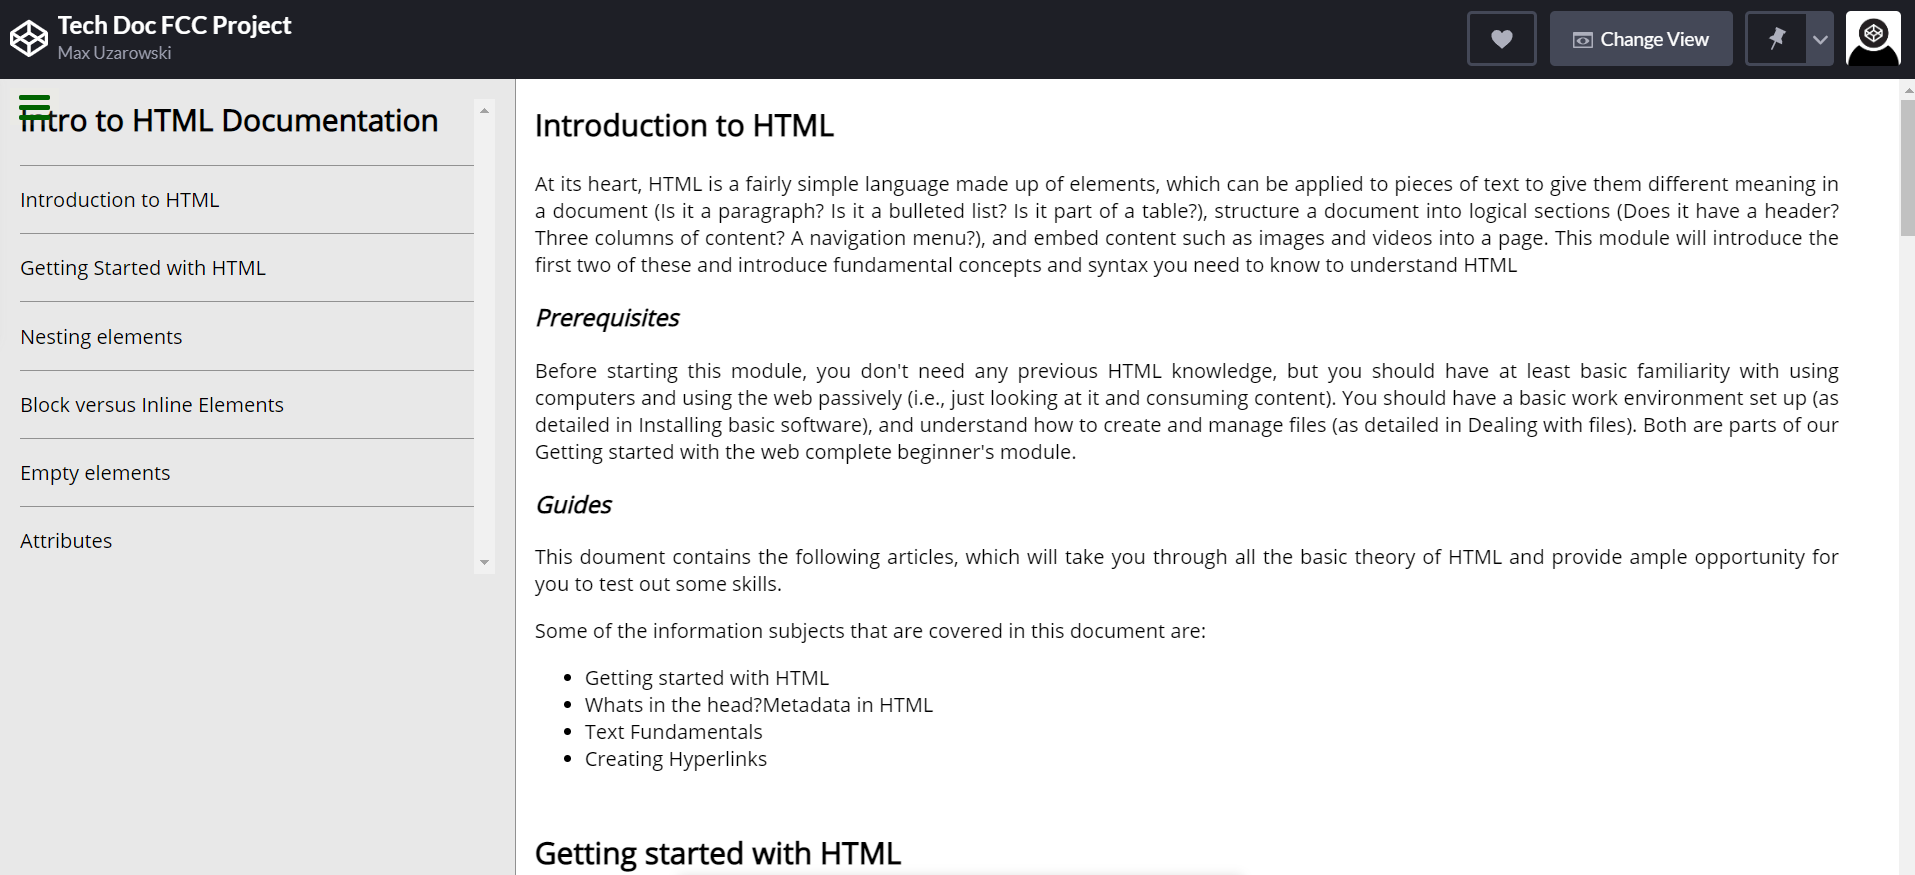 Tech Doc FCC Project
Max Uzarowski
Change View
Intro to HTML Documentation
Introduction to HTML
Getting Started with HTML
Nesting elements
Block versus Inline Elements
Empty elements
Attributes
Introduction to HTML
At its heart, HTML is a fairly simple language made up of elements, which can be applied to pieces of text to give them different meaning in
a document (Is it a paragraph? Is it a bulleted list? Is it part of a table?), structure a document into logical sections (Does it have a header?
Three columns of content? A navigation menu?), and embed content such as images and videos into a page. This module will introduce the
first two of these and introduce fundamental concepts and syntax you need to know to understand HTML
Prerequisites
Before starting this module, you don't need any previous HTML knowledge, but you should have at least basic familiarity with using
computers and using the web passively (i.e., just looking at it and consuming content). You should have a basic work environment set up (as
detailed in Installing basic software), and understand how to create and manage files (as detailed in Dealing with files). Both are parts of our
Getting started with the web complete beginner's module.
Guides
This doument contains the following articles, which will take you through all the basic theory of HTML and provide ample opportunity for
you to test out some skills.
Some of the information subjects that are covered in this document are:
• Getting started with HTML
• Whats in the head?Metadata in HTML
• Text Fundamentals
• Creating Hyperlinks
Getting started with HTML